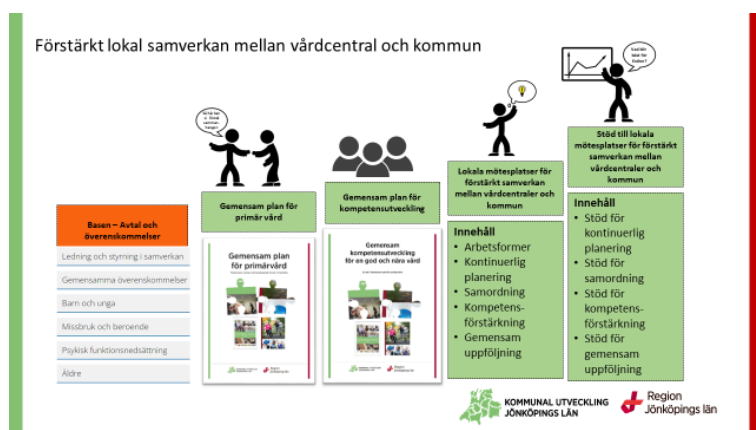 Förstärkt lokal samverkan mellan vårdcentral och kommun
Basen – Avtal och
överenskommelser
Ledning och styrning i samverkan
Gemensamma överenskommelser
Barn och unga
Missbruk och beroende
Psykisk funktionsnedsättning
Äldre
Gemensam plan för
primär vård
Gemensam plan
för primärvård
Gemensam plan för
kompetensutveckling
Gemensam
kompetensutveckling
för en god och nära vård
Lokala mötesplatser för
förstärkt samverkan
mellan vårdcentraler och
kommun
Innehåll
• Arbetsformer
• Kontinuerlig
planering
• Samordning
• Kompetens-
förstärkning
• Gemensam
uppföljning
Stöd till lokala
mötesplatser för förstärkt
samverkan mellan
vårdcentraler och
kommun
Innehåll
• Stöd för
kontinuerlig
planering
• Stöd för
samordning
• Stöd för
kompetens-
förstärkning
• Stöd för
gemensam
uppföljning
KOMMUNAL UTVECKLING
JÖNKÖPINGS LÄN
Region
Jönköpings län